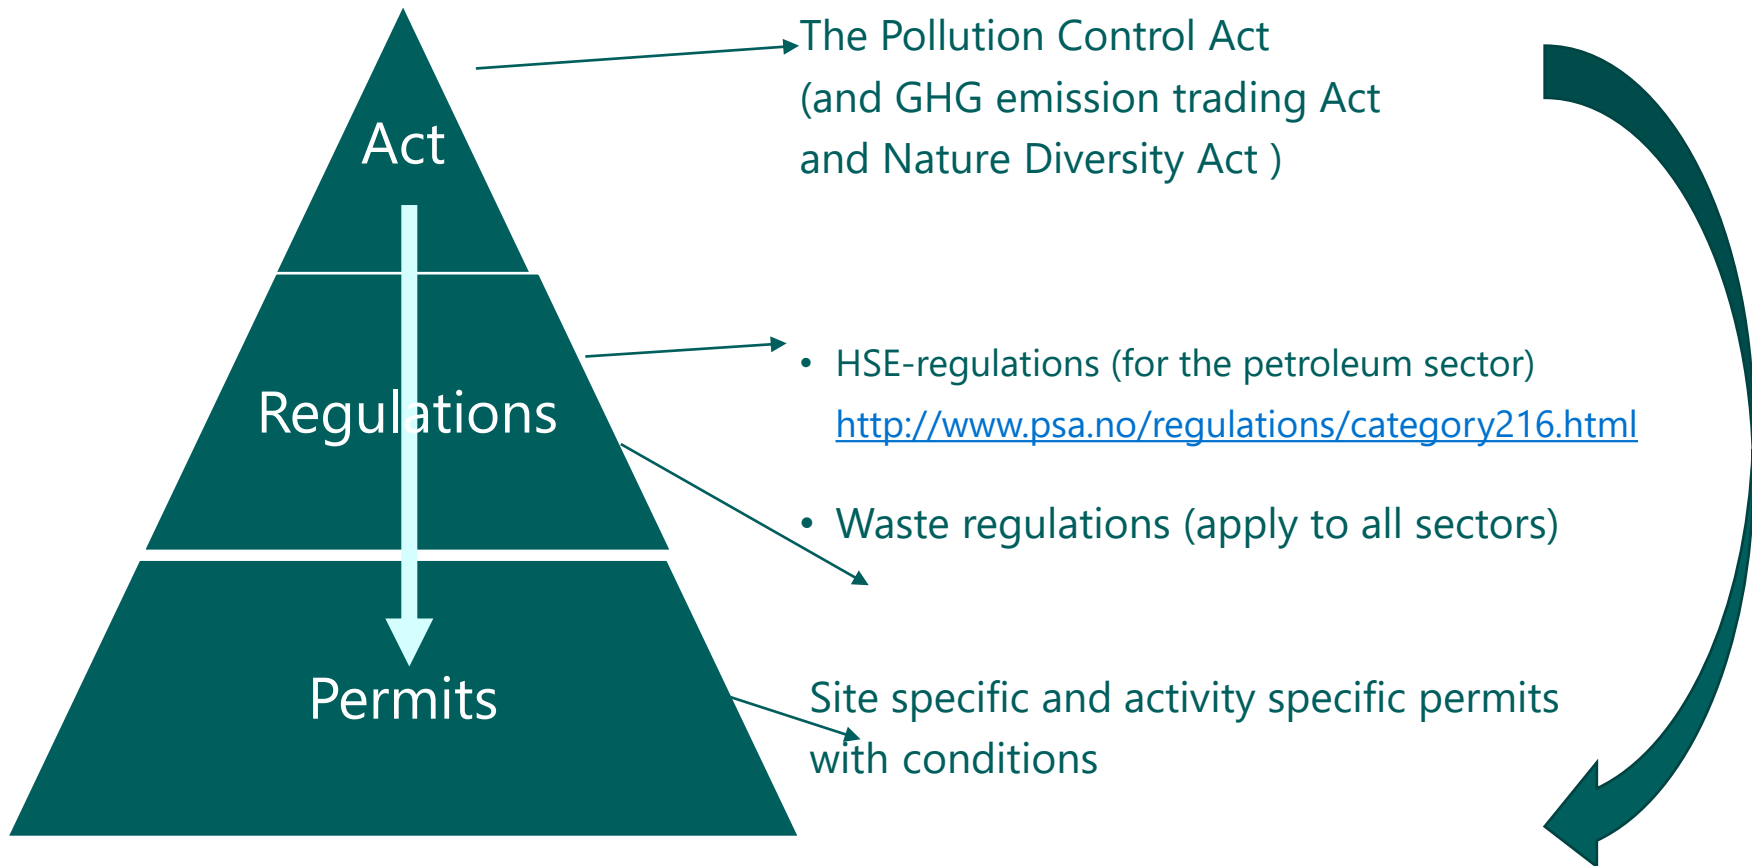 Act
The Pollution Control Act
(and GHG emission trading Act
and Nature Diversity Act )
Regulations
• HSE-regulations (for the petroleum sector)
http://www.psa.no/regulations/category216.html
• Waste regulations (apply to all sectors)
Permits
Site specific and activity specific permits
with conditions